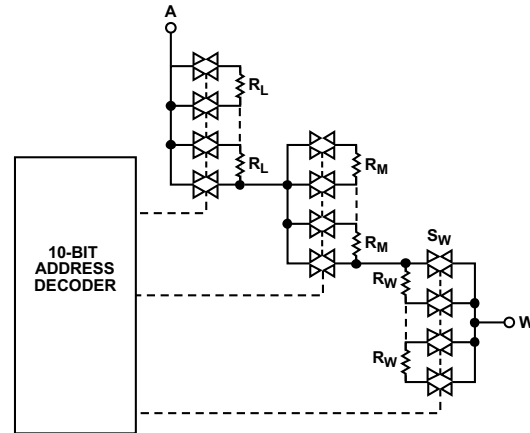 A
R_L
R_L
R_M
R_M
S_W
10-BIT
ADDRESS
DECODER
R_W
W
R_W